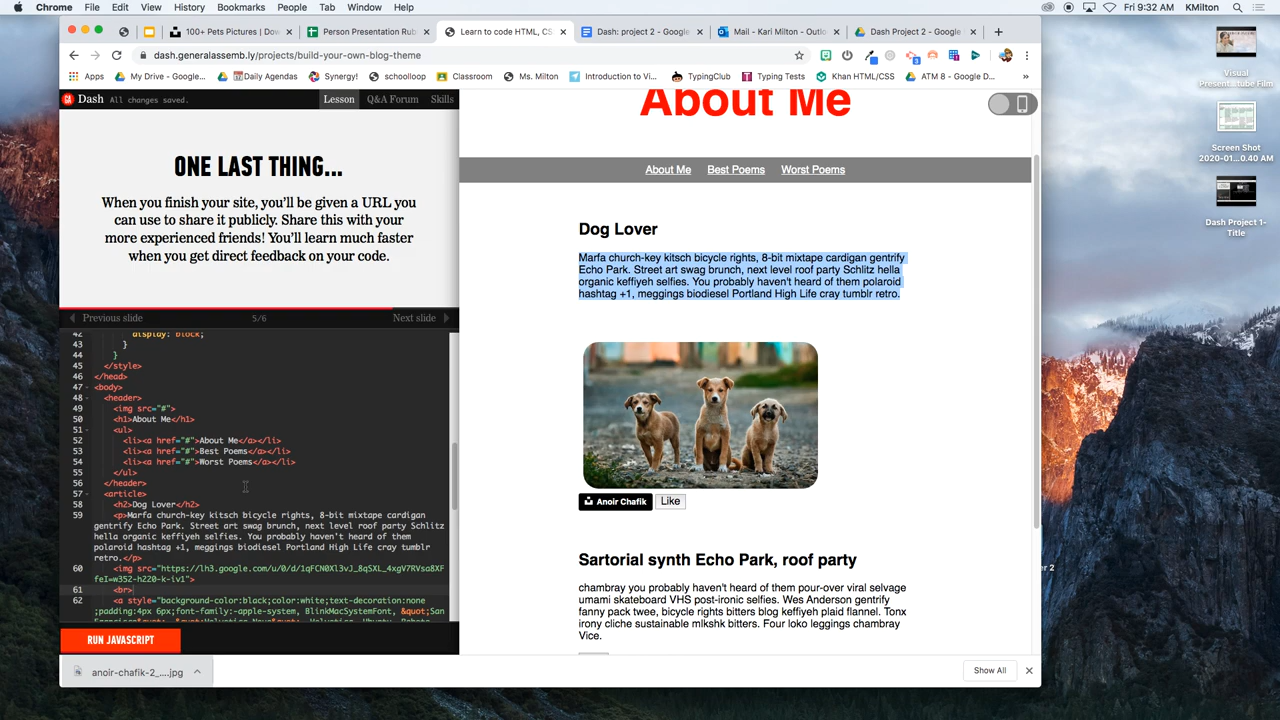 Chrome File Edit View History Bookmarks People Tab Window Help Fri 9:32 AM KMilton
100+ Pets Pictures | Dow Person Presentation Rub Learn to code HTML, CS Dash: project 2 - Google Mail - Kari Milton - Outlook Dash Project 2 - Google
dash.generalassemb.ly/projects/build-your-own-blog-theme
Apps My Drive - Google... Daily Agendas Synergy! schoolloop Classroom Ms. Milton Introduction to Vi... TypingClub Typing Tests Khan HTML/CSS ATM 8 - Google D... »
Dash All changes saved. Lesson Q&A Forum Skills
ONE LAST THING...
When you finish your site, you'll be given a URL you
can use to share it publicly. Share this with your
more experienced friends! You'll learn much faster
when you get direct feedback on your code.
Previous slide 5/6 Next slide
42 display: block;
43 }
44 }
45 </style>
46 </head>
47 <body>
48 <header>
49 <img src="#">
50 <h1>About Me</h1>
51 <ul>
52 <li><a href="#">About Me</a></li>
53 <li><a href="#">Best Poems</a></li>
54 <li><a href="#">Worst Poems</a></li>
55 </ul>
56 </header>
57 <article>
58 <h2>Dog Lover</h2>
59 <p>Marfa church-key kitsch bicycle rights, 8-bit mixtape cardigan
gentrify Echo Park. Street art swag brunch, next level roof party Schlitz
hella organic keffiyeh selfies. You probably haven't heard of them
polaroid hashtag +1, meggings biodiesel Portland High Life cray tumblr
retro.</p>
60 <img src="https://lh3.google.com/u/0/d/1qFCN0Xl3vJ_8qSXL_4xgV7RVsa8XF
feI=w352-h220-k-iv1">
61 <br>
62 <a style="background-color:black;color:white;text-decoration:none
;padding:4px 6px;font-family:-apple-system, BlinkMacSystemFont, &quot;San
RUN JAVASCRIPT
About Me
About Me Best Poems Worst Poems
Dog Lover
Marfa church-key kitsch bicycle rights, 8-bit mixtape cardigan gentrify
Echo Park. Street art swag brunch, next level roof party Schlitz hella
organic keffiyeh selfies. You probably haven't heard of them polaroid
hashtag +1, meggings biodiesel Portland High Life cray tumblr retro.
Anoir Chafik Like
Sartorial synth Echo Park, roof party
chambray you probably haven't heard of them pour-over viral selvage
umami skateboard VHS post-ironic selfies. Wes Anderson gentrify
fanny pack twee, bicycle rights bitters blog keffiyeh plaid flannel. Tonx
irony cliche sustainable mlkshk bitters. Four loko leggings chambray
Vice.
anoir-chafik-2_....jpg Show All
Visual
Present...tube Film
Screen Shot
2020-01...0.40 AM
Dash Project 1-
Title